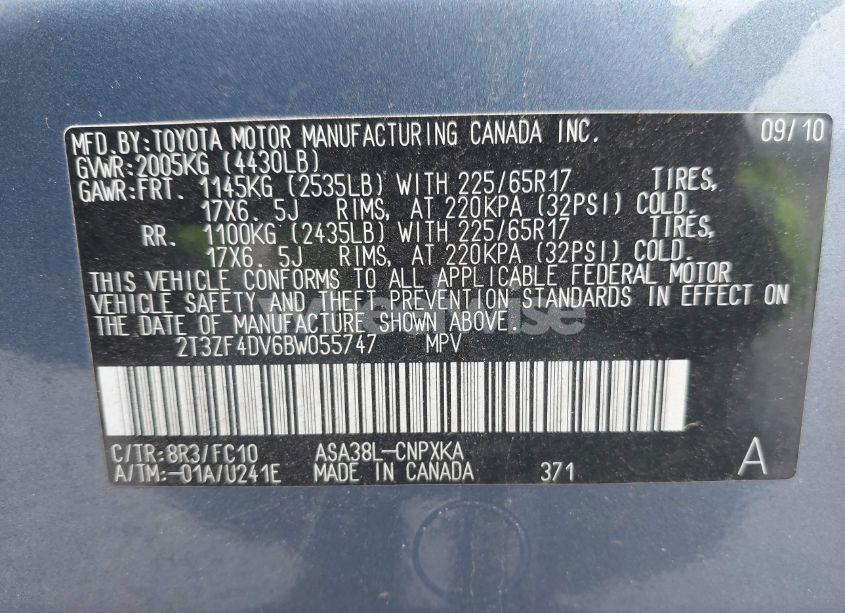 MFD.BY:TOYOTA MOTOR MANUFACTURING CANADA INC. 09/10
GVWR:2005KG (4430LB)
GAWR:FRT. 1145KG (2535LB) WITH 225/65R17 TIRES,
17X6.5J RIMS, AT 220KPA (32PSI) COLD.
RR. 1100KG (2435LB) WITH 225/65R17 TIRES,
17X6.5J RIMS, AT 220KPA (32PSI) COLD.
THIS VEHICLE CONFORMS TO ALL APPLICABLE FEDERAL MOTOR
VEHICLE SAFETY AND THEFT PREVENTION STANDARDS IN EFFECT ON
THE DATE OF MANUFACTURE SHOWN ABOVE.
2T3ZF4DV6BW055747 MPV
C/TR:8R3/FC10 ASA38L-CNPXKA
A/TM:-01A/U241E MADE IN CANADA 371 A